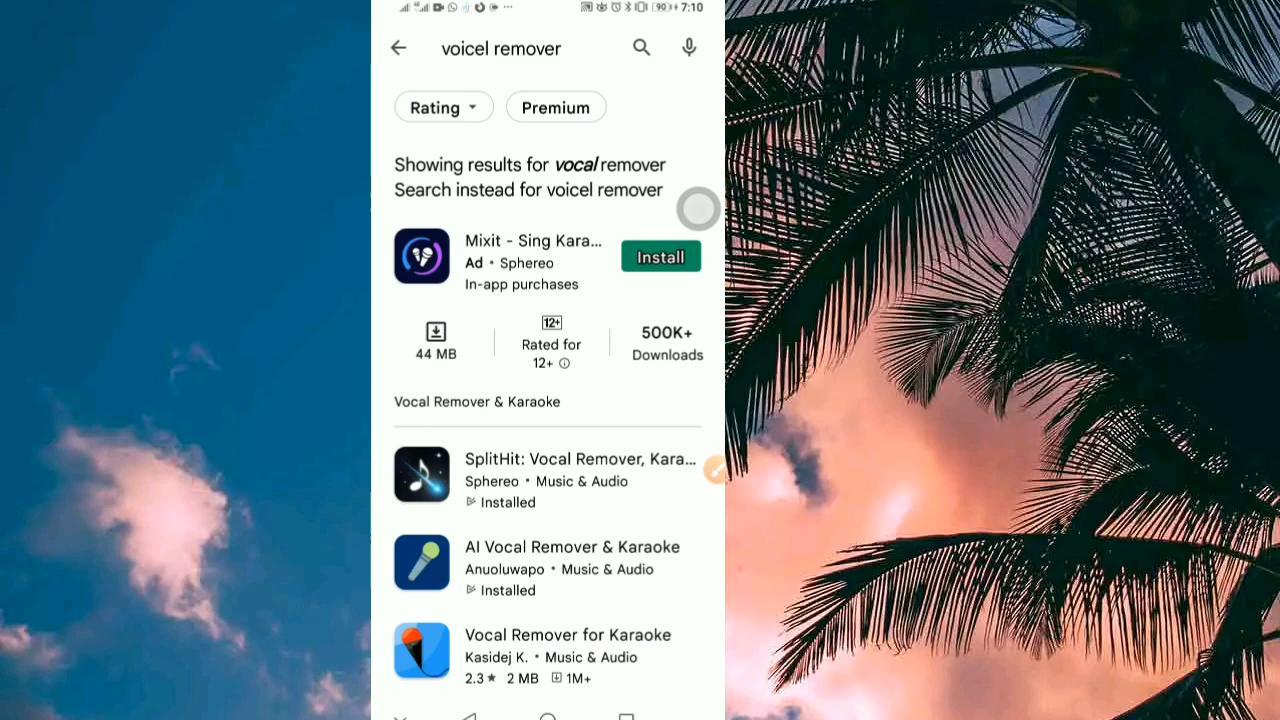 90 7:10
voicel remover
Rating Premium
Showing results for vocal remover
Search instead for voicel remover
Mixit - Sing Kara...
Ad • Sphereo
In-app purchases
Install
44 MB
12+
Rated for
12+
500K+
Downloads
Vocal Remover & Karaoke
SplitHit: Vocal Remover, Kara...
Sphereo • Music & Audio
Installed
AI Vocal Remover & Karaoke
Anuoluwapo • Music & Audio
Installed
Vocal Remover for Karaoke
Kasidej K. • Music & Audio
2.3★ 2 MB 1M+